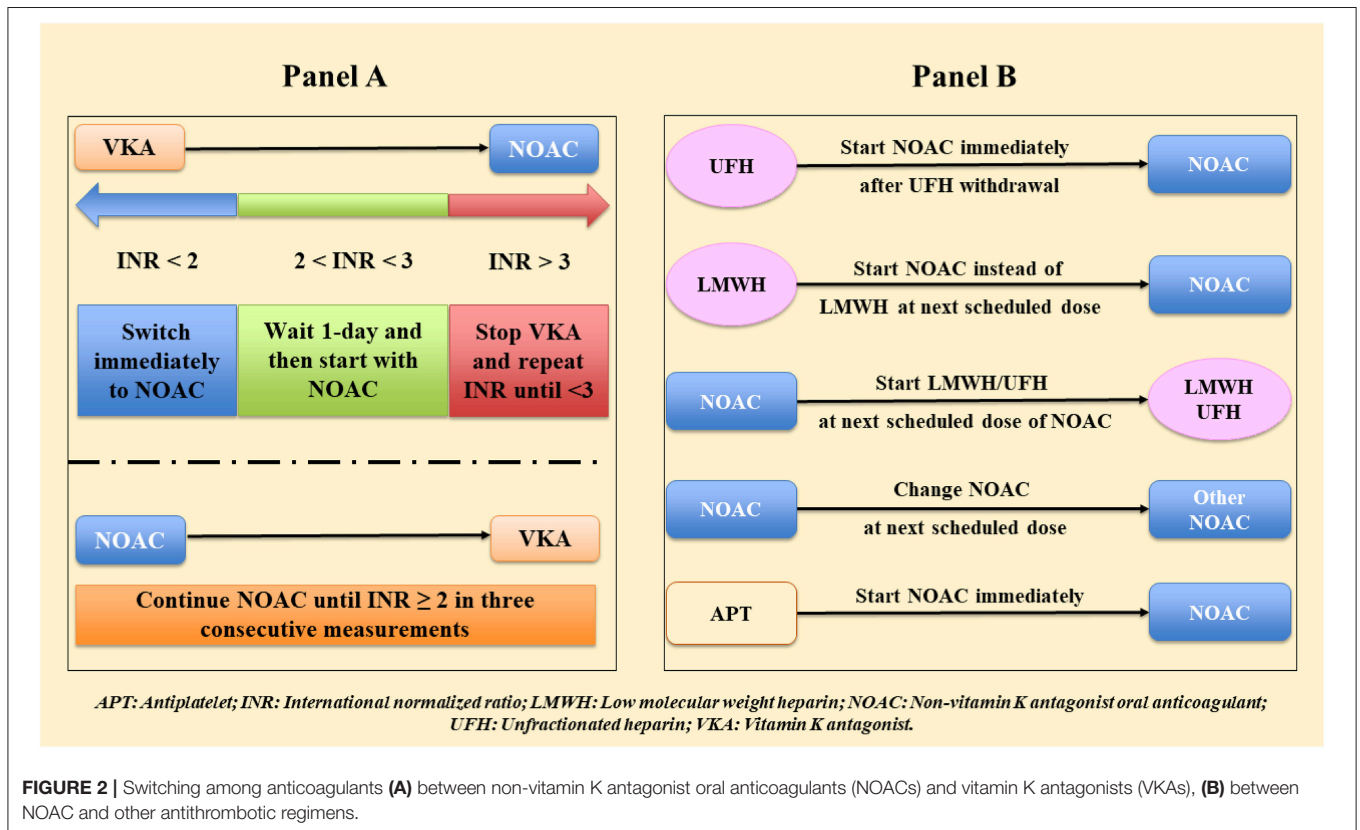 Panel A
VKA
NOAC
INR < 2
2 < INR < 3
INR > 3
Switch
immediately
to NOAC
Wait 1-day and
then start with
NOAC
Stop VKA
and repeat
INR until <3
NOAC
VKA
Continue NOAC until INR ≥ 2 in three
consecutive measurements
Panel B
UFH
Start NOAC immediately
after UFH withdrawal
NOAC
LMWH
Start NOAC instead of
LMWH at next scheduled dose
NOAC
NOAC
Start LMWH/UFH
at next scheduled dose of NOAC
LMWH
UFH
NOAC
Change NOAC
at next scheduled dose
Other
NOAC
APT
Start NOAC immediately
NOAC
APT: Antiplatelet; INR: International normalized ratio; LMWH: Low molecular weight heparin; NOAC: Non-vitamin K antagonist oral anticoagulant;
UFH: Unfractionated heparin; VKA: Vitamin K antagonist.
FIGURE 2 | Switching among anticoagulants (A) between non-vitamin K antagonist oral anticoagulants (NOACs) and vitamin K antagonists (VKAs), (B) between
NOAC and other antithrombotic regimens.